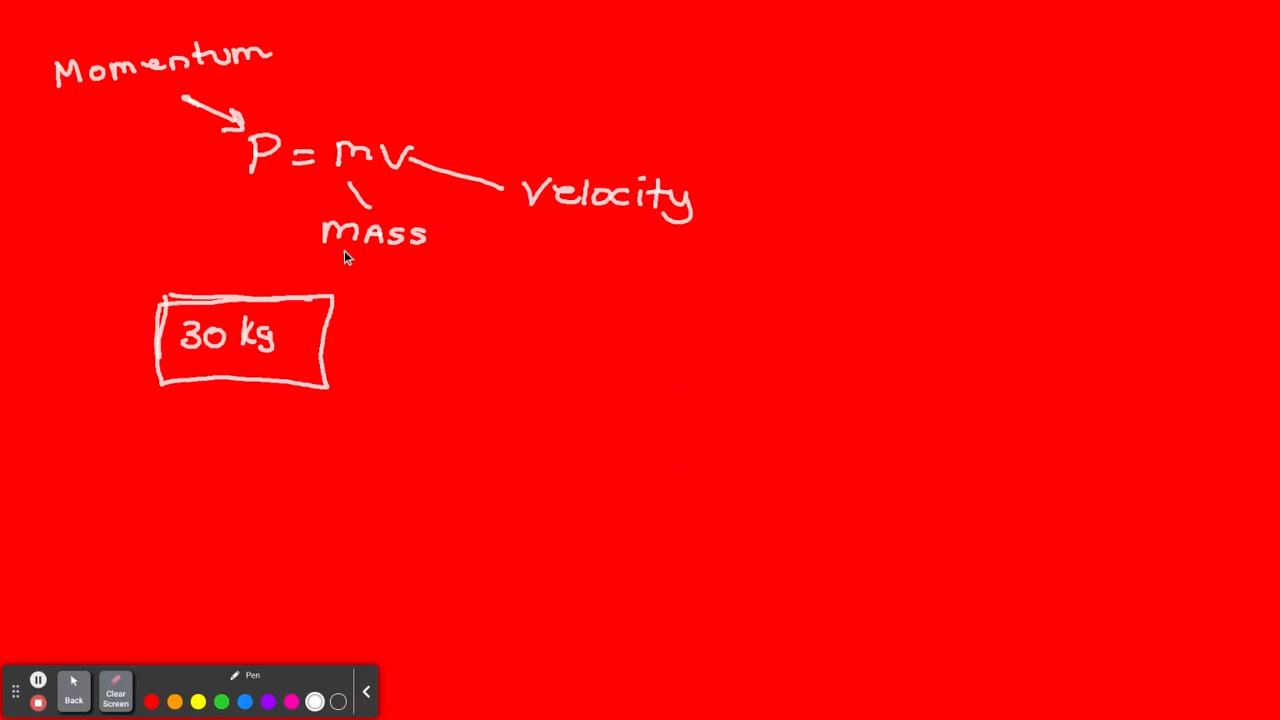 Momentum
P = mv
velocity
mAss
30 kg
Pen
Back
Clear
Screen